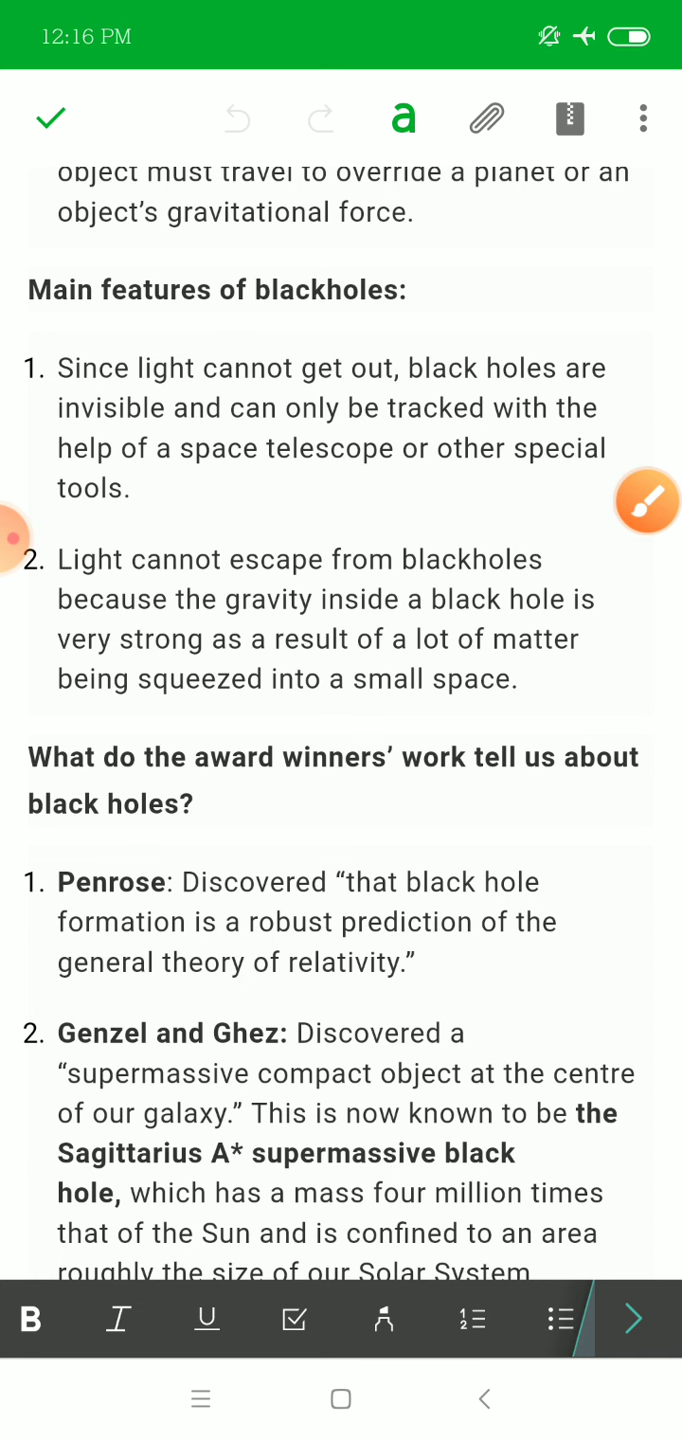 12:16 PM
a
object must travel to override a planet or an
object's gravitational force.
Main features of blackholes:
1. Since light cannot get out, black holes are
invisible and can only be tracked with the
help of a space telescope or other special
tools.
2. Light cannot escape from blackholes
because the gravity inside a black hole is
very strong as a result of a lot of matter
being squeezed into a small space.
What do the award winners’ work tell us about
black holes?
1. Penrose: Discovered “that black hole
formation is a robust prediction of the
general theory of relativity.”
2. Genzel and Ghez: Discovered a
“supermassive compact object at the centre
of our galaxy.” This is now known to be the
Sagittarius A* supermassive black
hole, which has a mass four million times
that of the Sun and is confined to an area
roughly the size of our Solar System
B I U